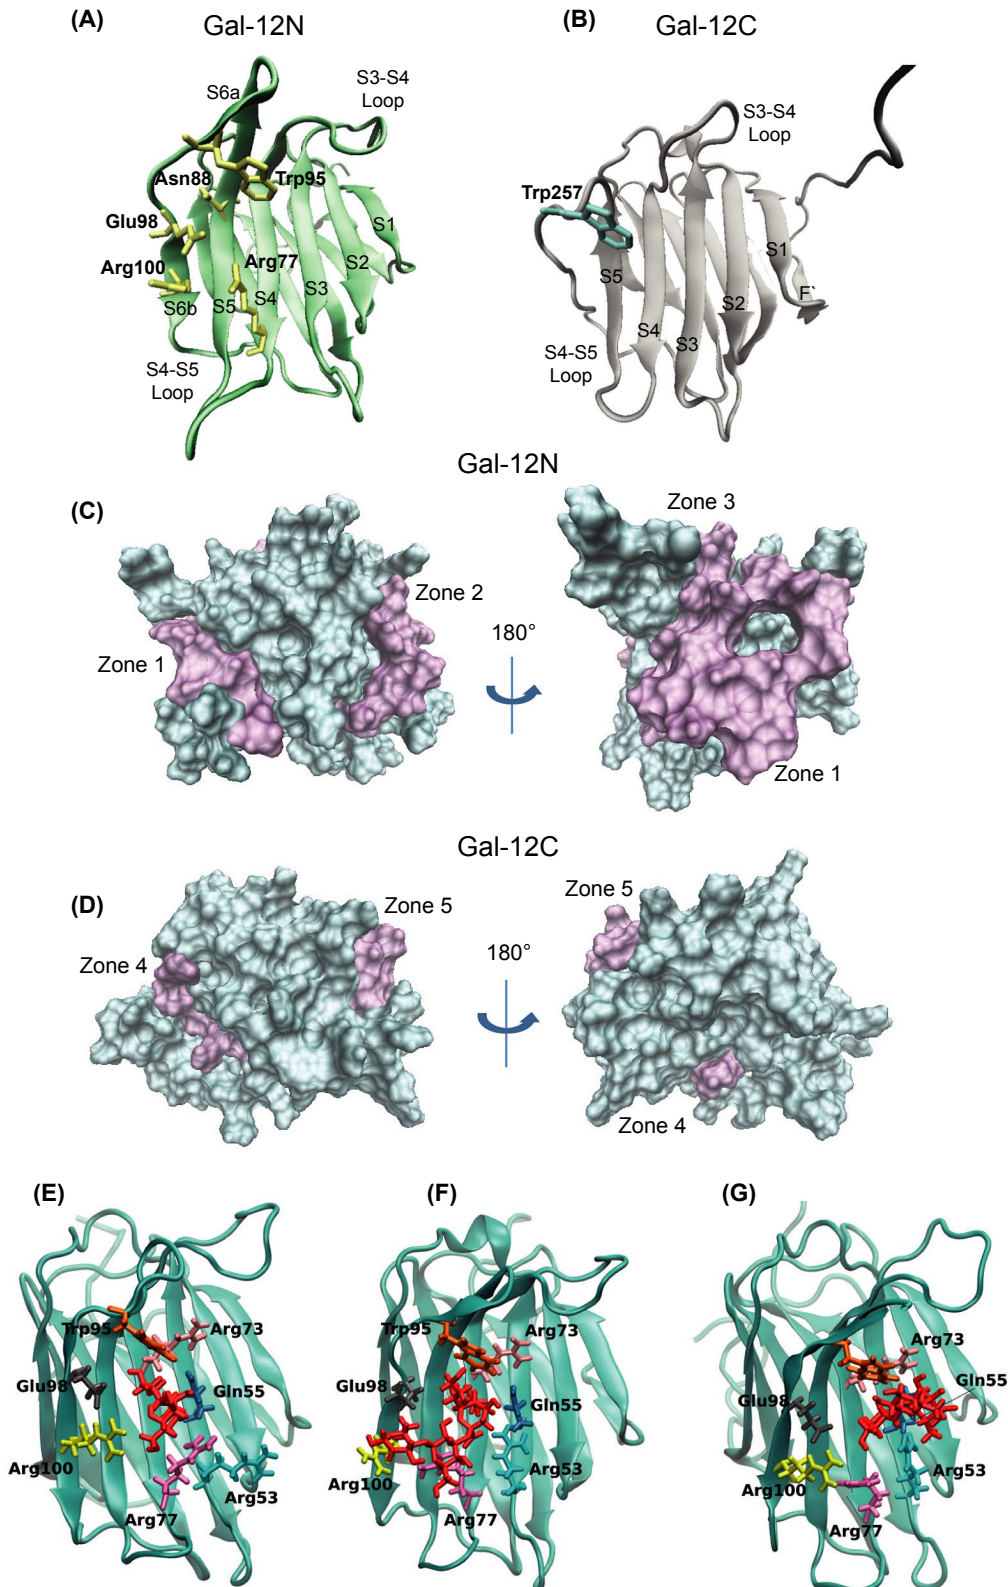 (A)
Gal-12N
(B)
Gal-12C
S6a
S3-S4
Loop
Asn88
Trp95
Glu98
Arg100
Arg77
S1
S2
S3
S4
S5
S6b
S4-S5
Loop
S3-S4
Loop
Trp257
S5
S4
S3
S2
S1
F`
S4-S5
Loop
Gal-12N
(C)
Zone 1
Zone 2
180°
Zone 3
Zone 1
Gal-12C
(D)
Zone 4
Zone 5
180°
Zone 5
Zone 4
(E)
Trp95
Arg73
Glu98
Gln55
Arg100
Arg53
Arg77
(F)
Trp95
Arg73
Glu98
Gln55
Arg100
Arg53
Arg77
(G)
Arg73
Gln55
Glu98
Arg100
Arg53
Arg77